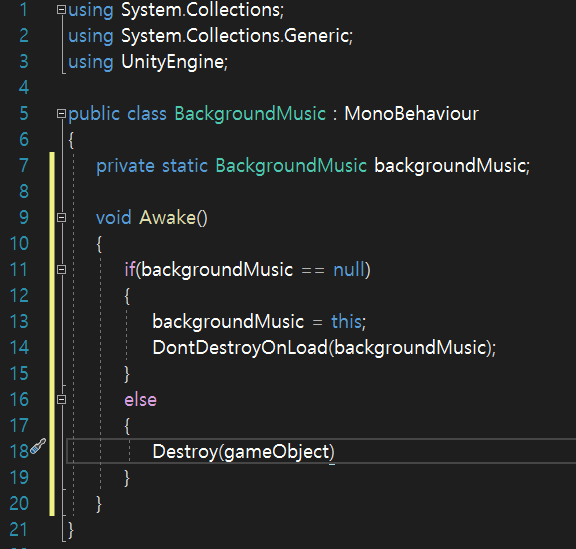 1 using System.Collections;
2 using System.Collections.Generic;
3 using UnityEngine;
4
5 public class BackgroundMusic : MonoBehaviour
6 {
7 private static BackgroundMusic backgroundMusic;
8
9 void Awake()
10 {
11 if(backgroundMusic == null)
12 {
13 backgroundMusic = this;
14 DontDestroyOnLoad(backgroundMusic);
15 }
16 else
17 {
18 Destroy(gameObject)
19 }
20 }
21 }